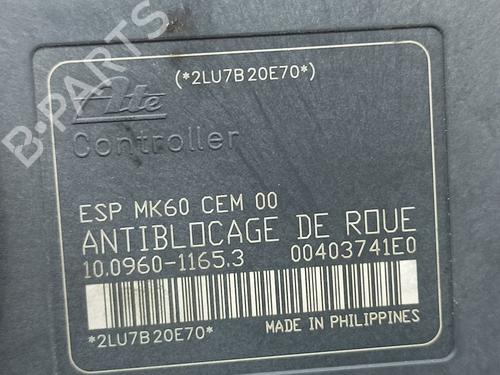 (*2LU7B20E70*)
Ate
Controller
ESP MK60 CEM 00
ANTIBLOCAGE DE ROUE
10.0960-1165.3 00403741E0
*2LU7B20E70* MADE IN PHILIPPINES
B-PARTS